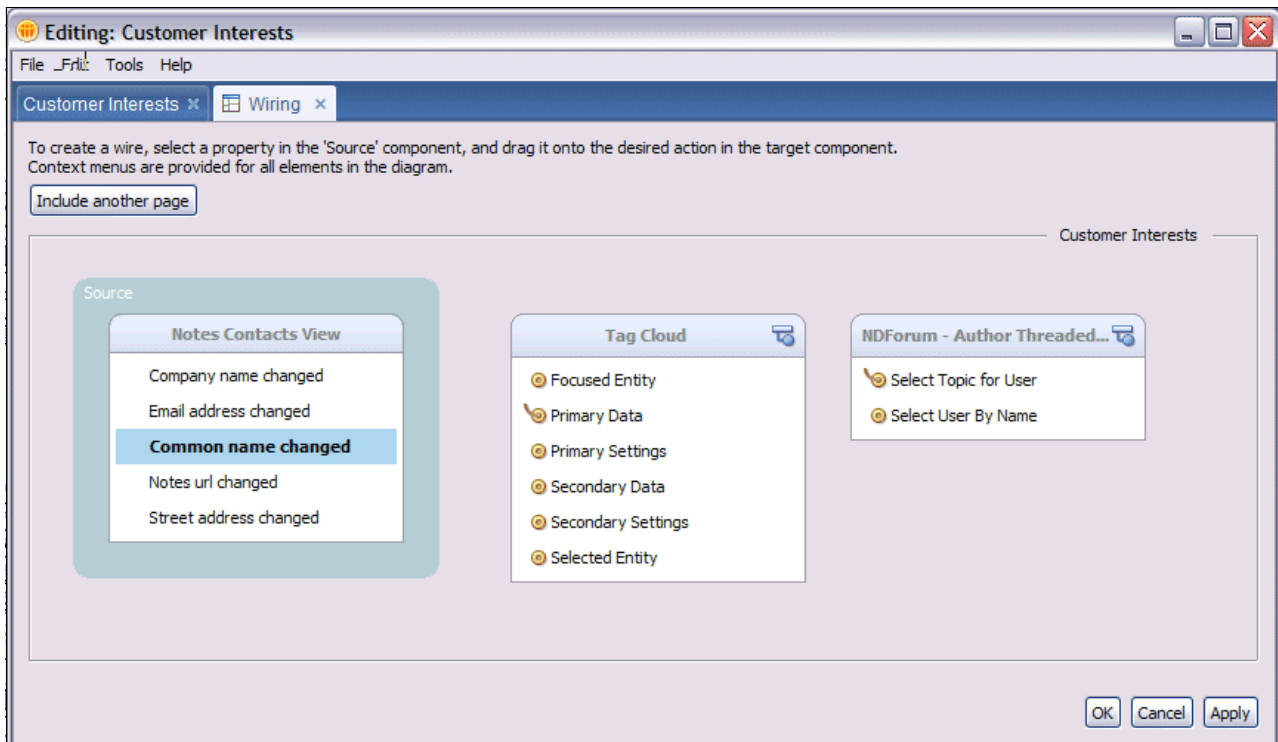 Editing: Customer Interests
File Edit Tools Help
Customer Interests
Wiring
To create a wire, select a property in the 'Source' component, and drag it onto the desired action in the target component.
Context menus are provided for all elements in the diagram.
Include another page
Customer Interests
Source
Notes Contacts View
Company name changed
Email address changed
Common name changed
Notes url changed
Street address changed
Tag Cloud
Focused Entity
Primary Data
Primary Settings
Secondary Data
Secondary Settings
Selected Entity
NDForum - Author Threaded...
Select Topic for User
Select User By Name
OK Cancel Apply